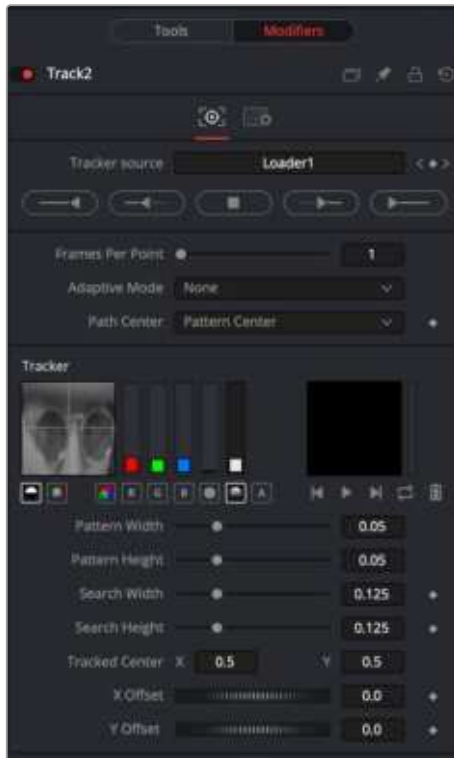 Tools Modifiers
Track2
Tracker source Loader1
Frames Per Point 1
Adaptive Mode None
Path Center Pattern Center
Tracker
R G B A
Pattern Width 0.05
Pattern Height 0.05
Search Width 0.125
Search Height 0.125
Tracked Center X 0.5 Y 0.5
X Offset 0.0
Y Offset 0.0